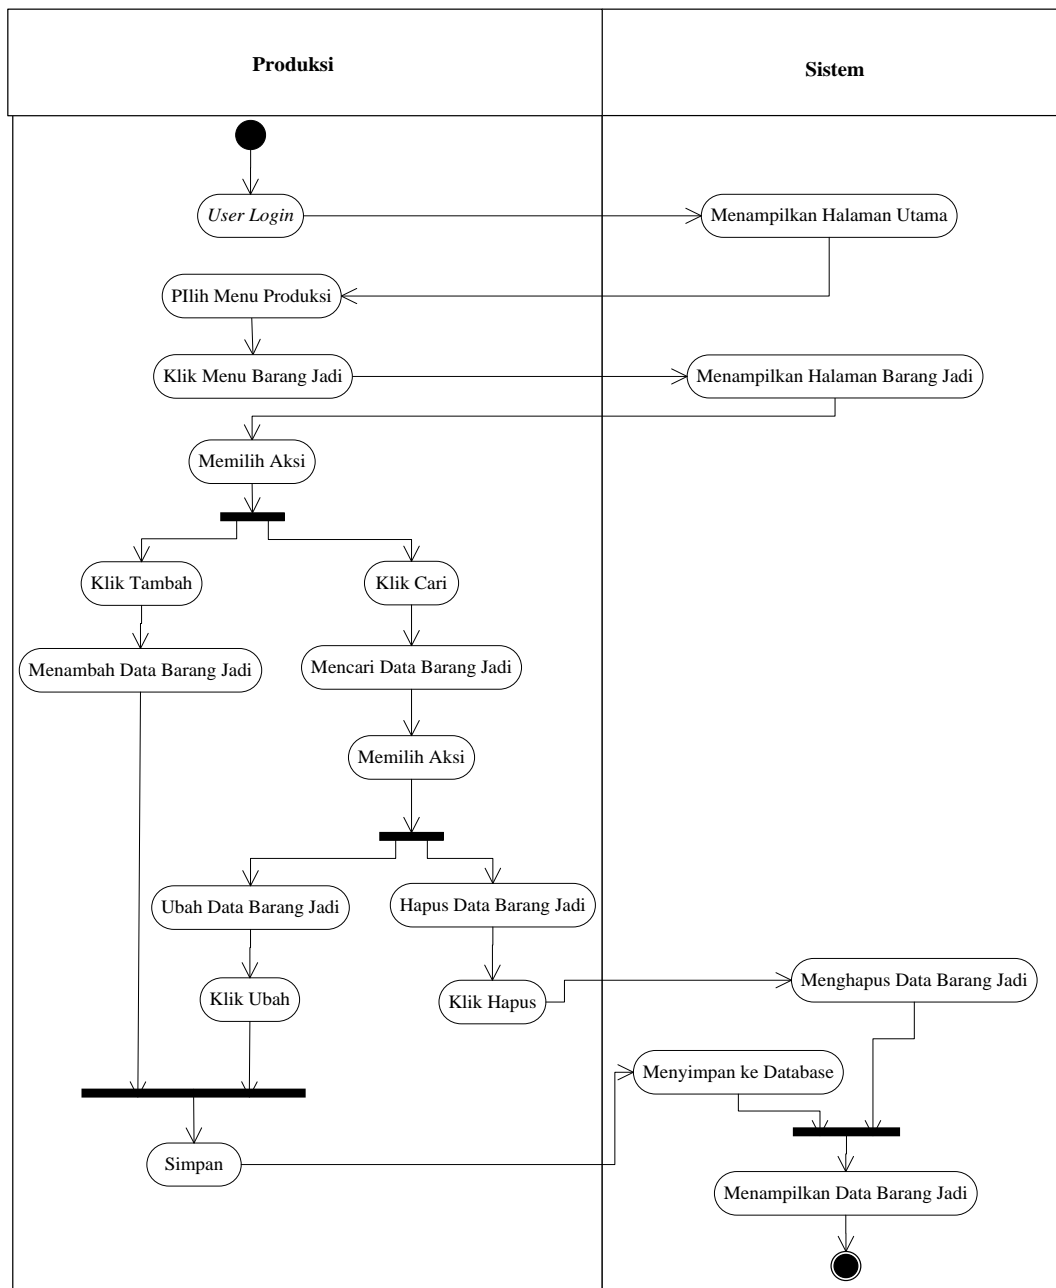 Produksi
Sistem
User Login
Menampilkan Halaman Utama
PIlih Menu Produksi
Klik Menu Barang Jadi
Menampilkan Halaman Barang Jadi
Memilih Aksi
Klik Tambah
Klik Cari
Menambah Data Barang Jadi
Mencari Data Barang Jadi
Memilih Aksi
Ubah Data Barang Jadi
Hapus Data Barang Jadi
Klik Ubah
Klik Hapus
Menghapus Data Barang Jadi
Menyimpan ke Database
Simpan
Menampilkan Data Barang Jadi